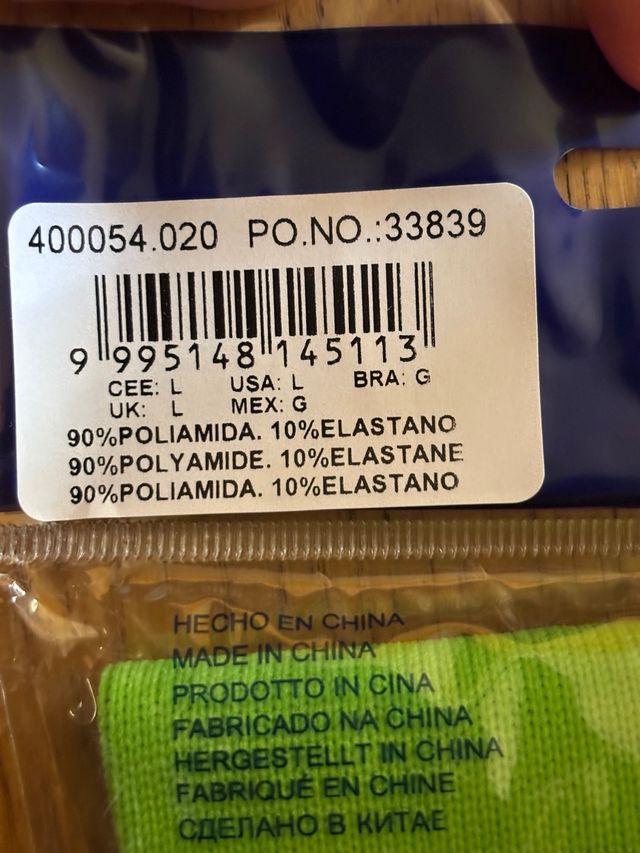 400054.020 PO.NO.:33839
9 995148 145113
CEE: L USA: L BRA: G
UK: L MEX: G
90%POLIAMIDA. 10%ELASTANO
90%POLYAMIDE. 10%ELASTANE
90%POLIAMIDA. 10%ELASTANO
HECHO EN CHINA
MADE IN CHINA
PRODOTTO IN CINA
FABRICADO NA CHINA
HERGESTELLT IN CHINA
FABRIQUÉ EN CHINE
СДЕЛАНО В КИТАЕ